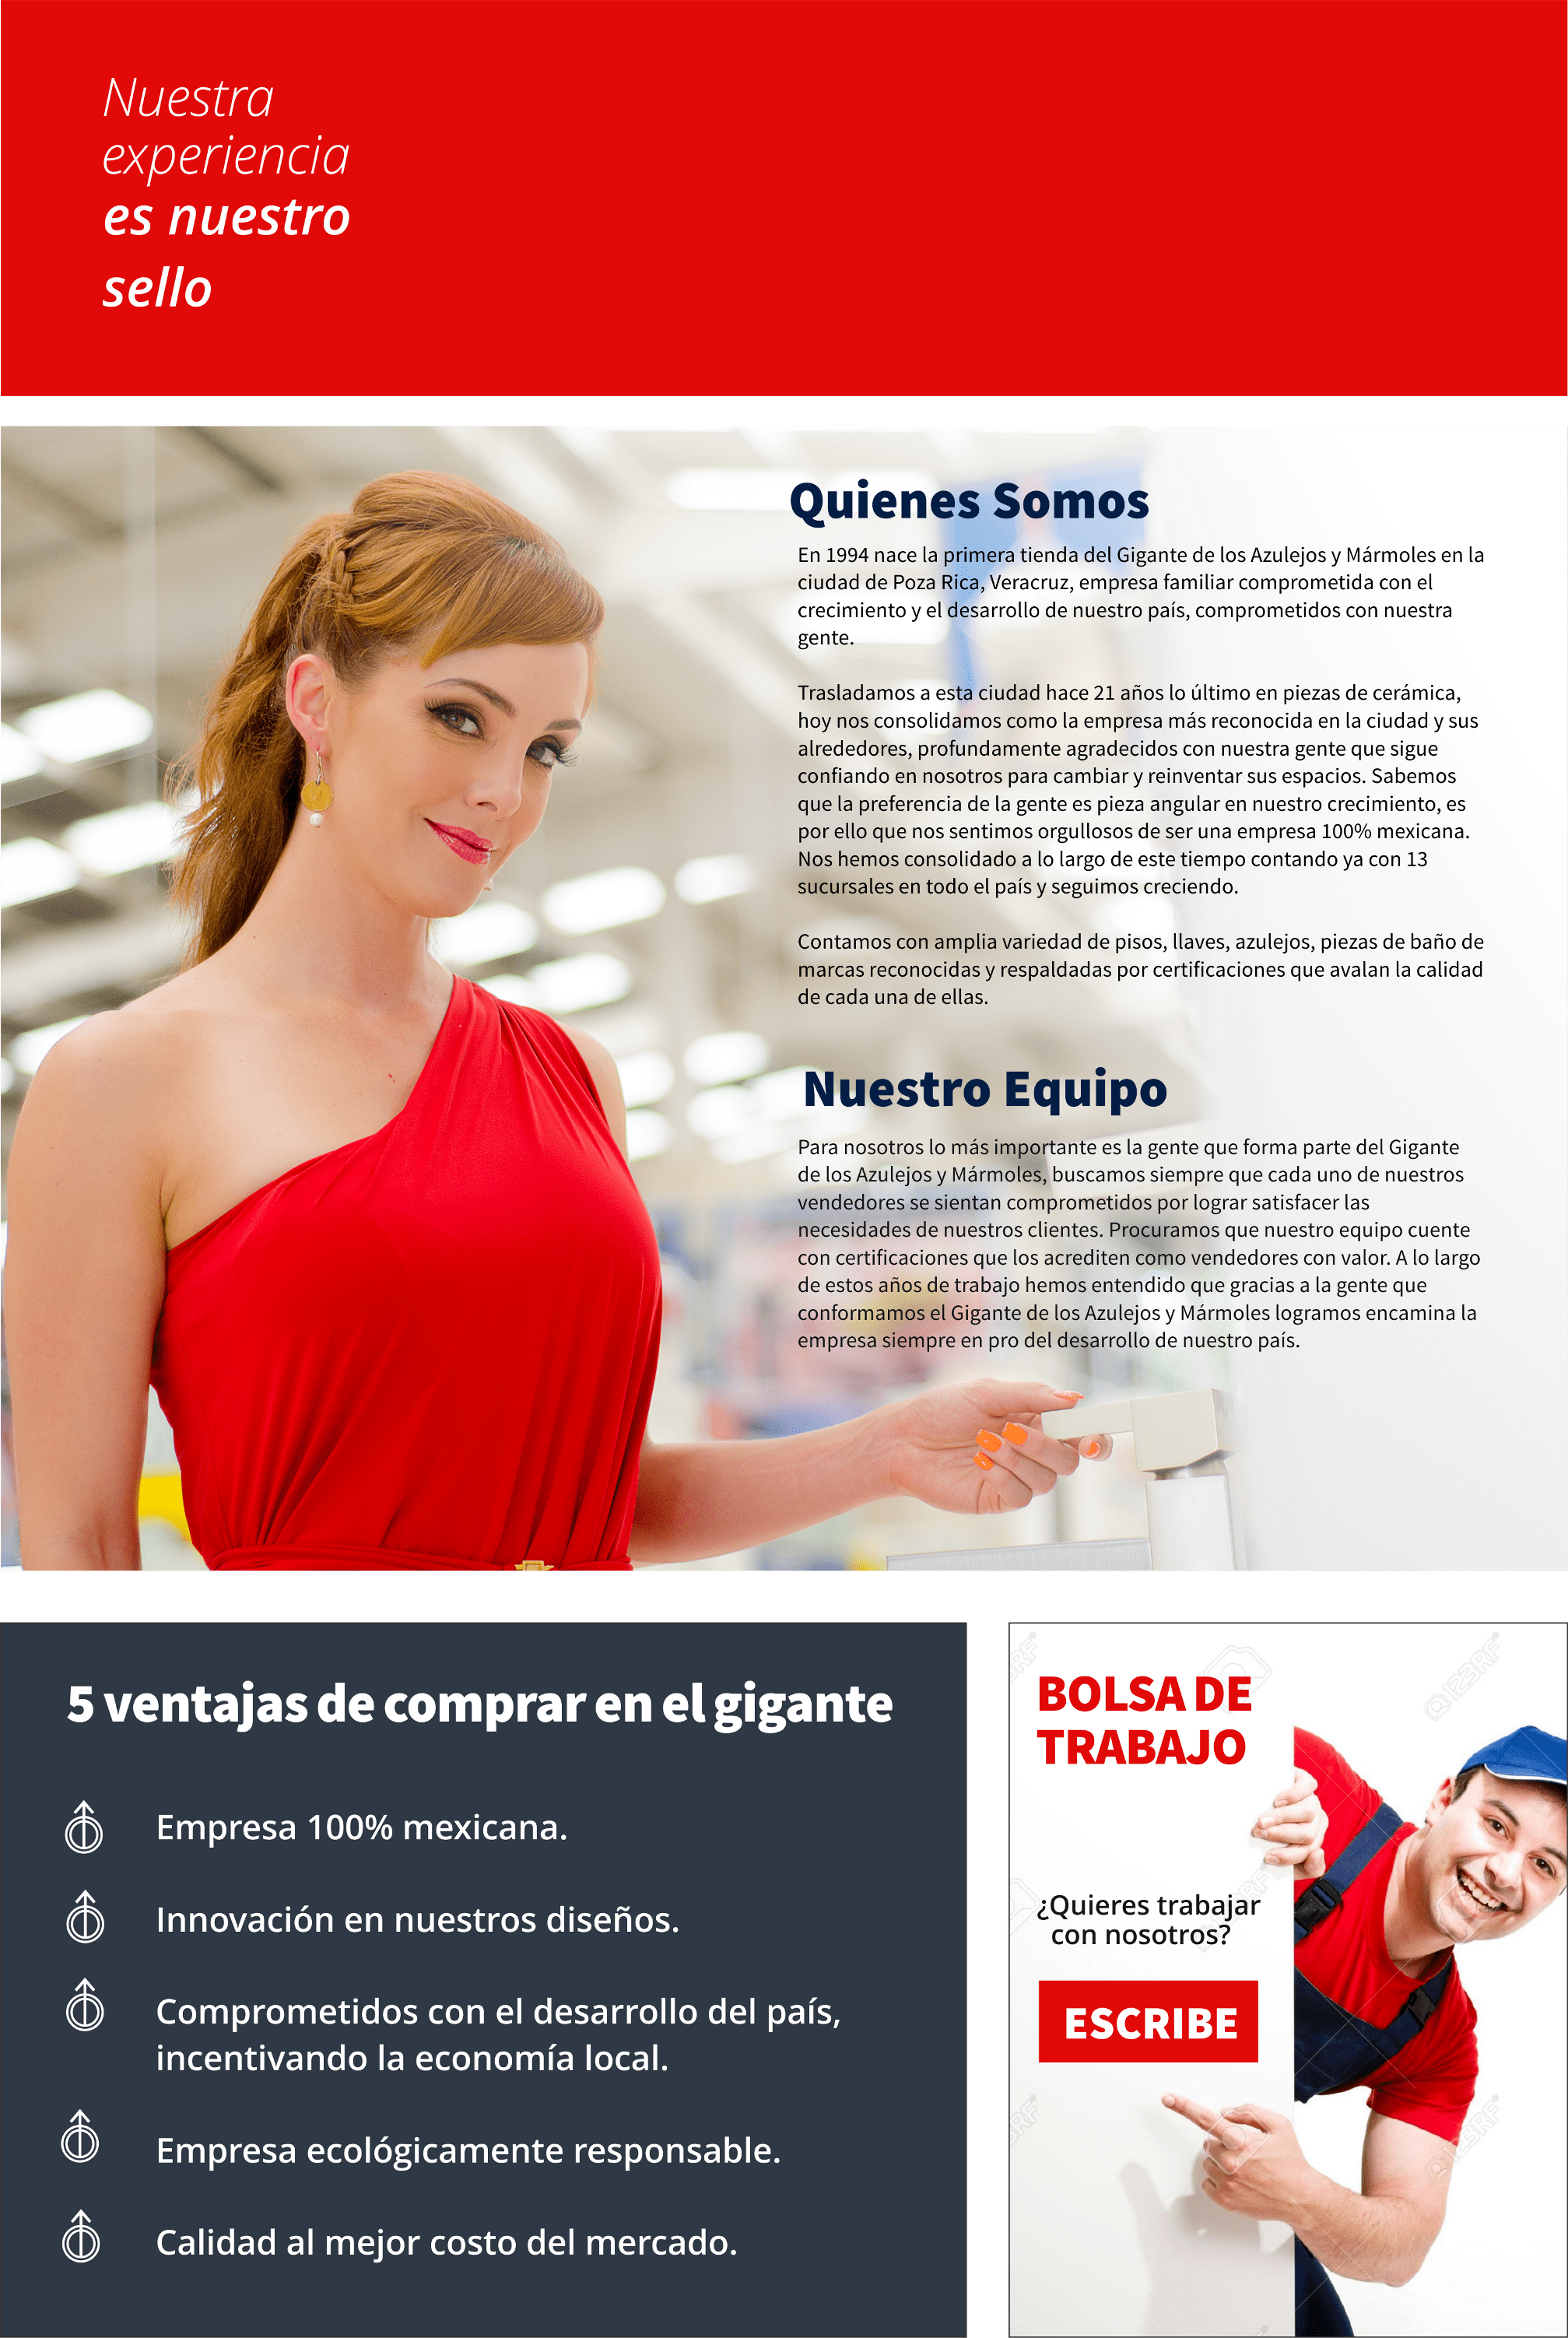 Nuestra
experiencia
es nuestro
sello
Quienes Somos
En 1994 nace la primera tienda del Gigante de los Azulejos y Mármoles en la
ciudad de Poza Rica, Veracruz, empresa familiar comprometida con el
crecimiento y el desarrollo de nuestro país, comprometidos con nuestra
gente.
Trasladamos a esta ciudad hace 21 años lo último en piezas de cerámica,
hoy nos consolidamos como la empresa más reconocida en la ciudad y sus
alrededores, profundamente agradecidos con nuestra gente que sigue
confiando en nosotros para cambiar y reinventar sus espacios. Sabemos
que la preferencia de la gente es pieza angular en nuestro crecimiento, es
por ello que nos sentimos orgullosos de ser una empresa 100% mexicana.
Nos hemos consolidado a lo largo de este tiempo contando ya con 13
sucursales en todo el país y seguimos creciendo.
Contamos con amplia variedad de pisos, llaves, azulejos, piezas de baño de
marcas reconocidas y respaldadas por certificaciones que avalan la calidad
de cada una de ellas.
Nuestro Equipo
Para nosotros lo más importante es la gente que forma parte del Gigante
de los Azulejos y Mármoles, buscamos siempre que cada uno de nuestros
vendedores se sientan comprometidos por lograr satisfacer las
necesidades de nuestros clientes. Procuramos que nuestro equipo cuente
con certificaciones que los acrediten como vendedores con valor. A lo largo
de estos años de trabajo hemos entendido que gracias a la gente que
conformamos el Gigante de los Azulejos y Mármoles logramos encamina la
empresa siempre en pro del desarrollo de nuestro país.
5 ventajas de comprar en el gigante
Empresa 100% mexicana.
Innovación en nuestros diseños.
Comprometidos con el desarrollo del país,
incentivando la economía local.
Empresa ecológicamente responsable.
Calidad al mejor costo del mercado.
BOLSA DE
TRABAJO
¿Quieres trabajar
con nosotros?
ESCRIBE
123RF
123RF